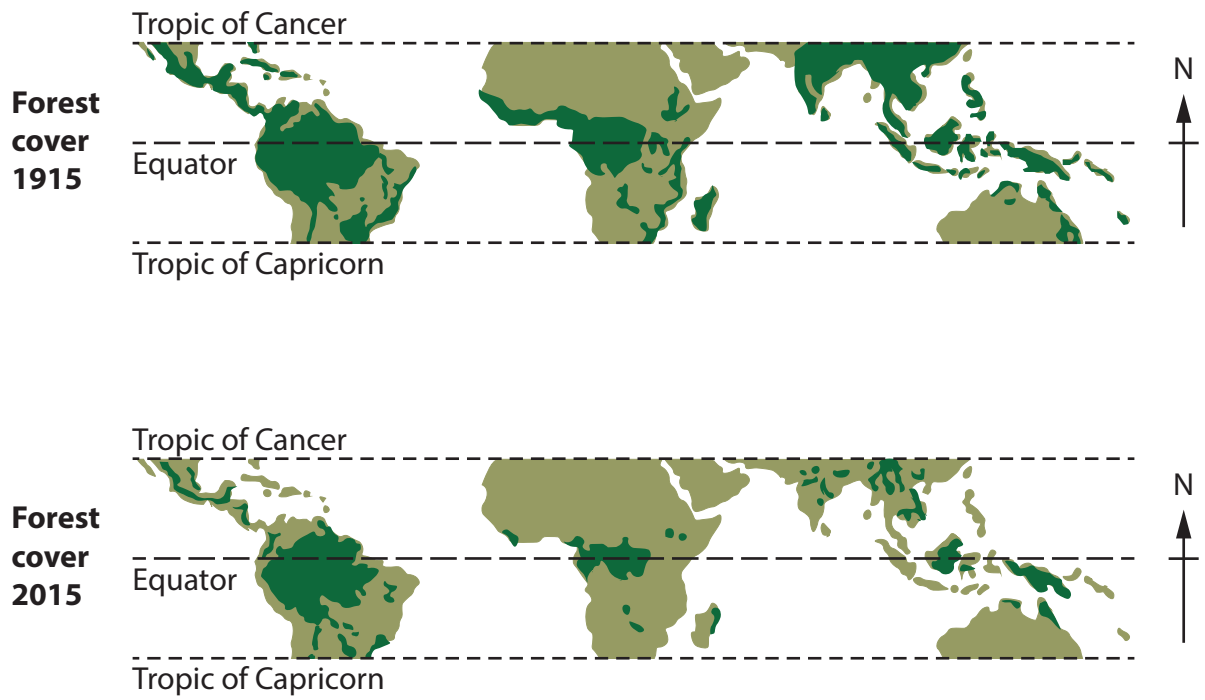 Tropic of Cancer
N
Forest
cover
1915
Equator
Tropic of Capricorn
Tropic of Cancer
N
Forest
cover
2015
Equator
Tropic of Capricorn